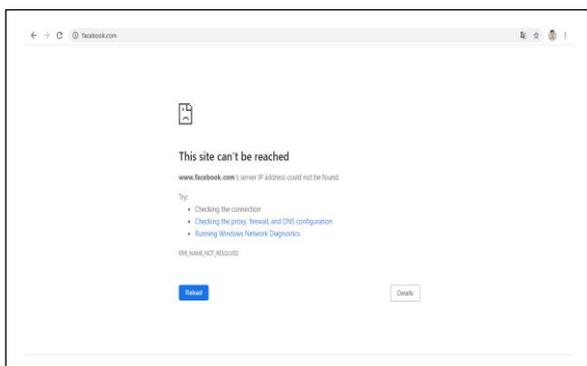 facebook.com
This site can't be reached
www.facebook.com's server IP address could not be found.
Try:
• Checking the connection
• Checking the proxy, firewall, and DNS configuration
• Running Windows Network Diagnostics
ERR_NAME_NOT_RESOLVED
Reload
Details